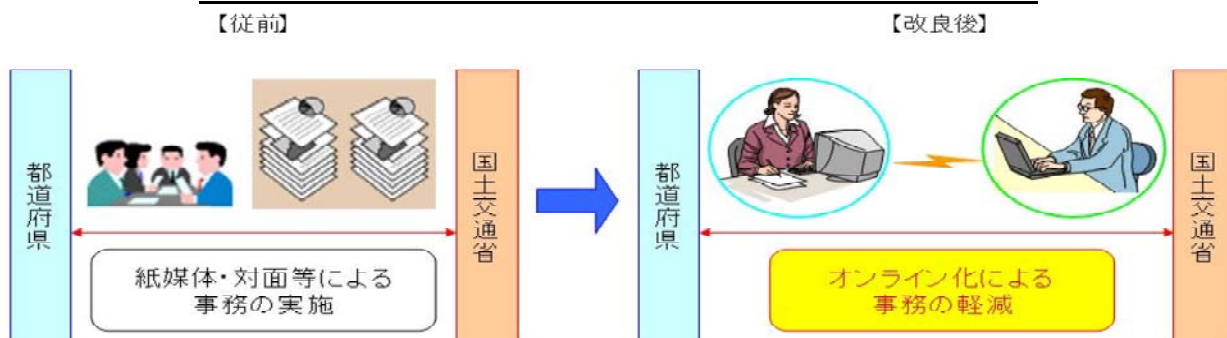 【従前】
都道府県
国土交通省
紙媒体・対面等による
事務の実施
【改良後】
都道府県
国土交通省
オンライン化による
事務の軽減